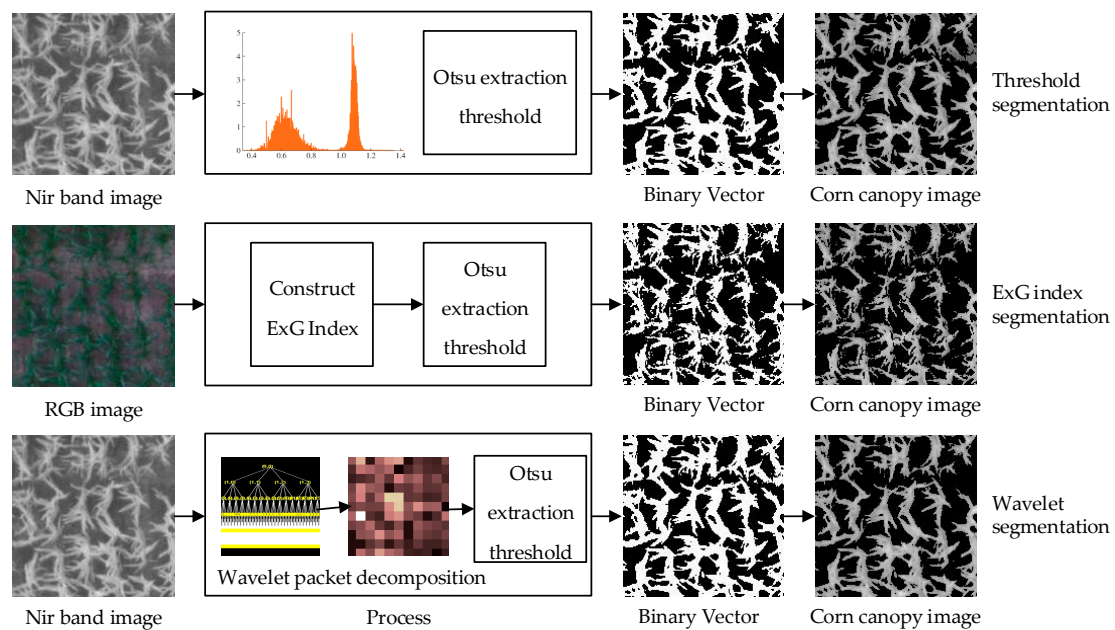 5
4
3
2
1
0
0.4 0.6 0.8 1.0 1.2 1.4
Otsu extraction
threshold
Threshold
segmentation
Nir band image
Binary Vector
Corn canopy image
Construct
ExG Index
Otsu
extraction
threshold
ExG index
segmentation
RGB image
Binary Vector
Corn canopy image
(0,0)
Otsu
extraction
threshold
Wavelet packet decomposition
Wavelet
segmentation
Nir band image
Process
Binary Vector
Corn canopy image